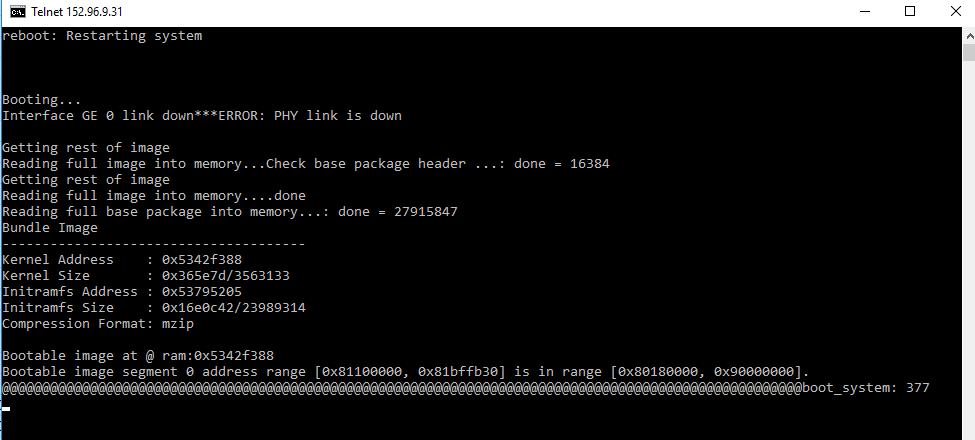 Telnet 152.96.9.31
reboot: Restarting system
Booting...
Interface GE 0 link down***ERROR: PHY link is down
Getting rest of image
Reading full image into memory...Check base package header ...: done = 16384
Getting rest of image
Reading full image into memory....done
Reading full base package into memory...: done = 27915847
Bundle Image
--------------------------------------
Kernel Address    : 0x5342f388
Kernel Size       : 0x365e7d/3563133
Initramfs Address : 0x53795205
Initramfs Size    : 0x16e0c42/23989314
Compression Format: mzip
Bootable image at @ ram:0x5342f388
Bootable image segment 0 address range [0x81100000, 0x81bffb30] is in range [0x80180000, 0x90000000].
@@@@@@@@@@@@@@@@@@@@@@@@@@@@@@@@@@@@@@@@@@@@@@@@@@@@@@@@@@@@@@@@@@@@@@@@@@@@@@@@@@@@@@@@@@@@@@@@@@@@boot_system: 377